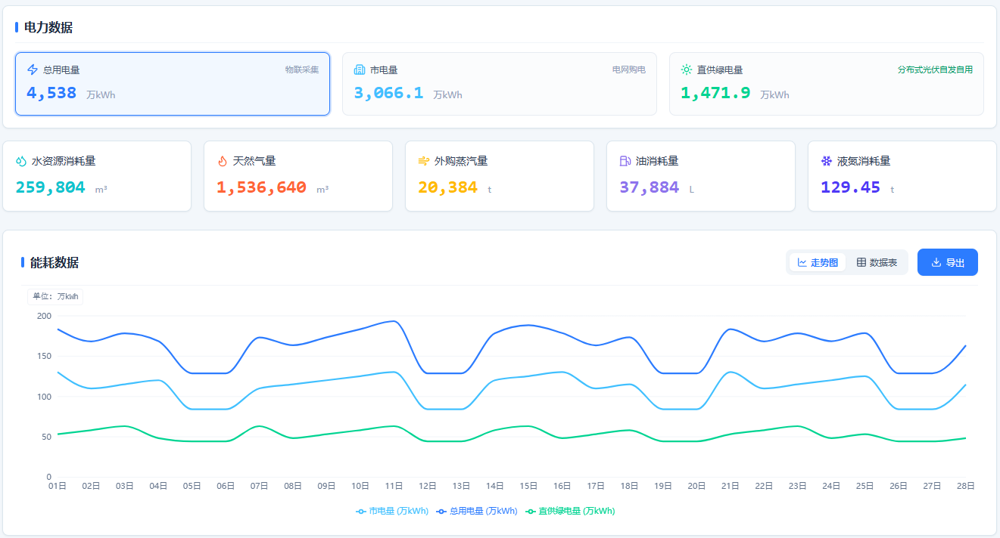 电力数据
总用电量 物联采集 市电量 电网购电 直供绿电量 分布式光伏自发自用
4,538 万kWh 3,066.1 万kWh 1,471.9 万kWh
水资源消耗量 天然气量 外购蒸汽量 油消耗量 液氮消耗量
259,804 m³ 1,536,640 m³ 20,384 t 37,884 L 129.45 t
能耗数据 走势图 数据表 导出
单位: 万kWh
200
150
100
50
0
01日 02日 03日 04日 05日 06日 07日 08日 09日 10日 11日 12日 13日 14日 15日 16日 17日 18日 19日 20日 21日 22日 23日 24日 25日 26日 27日 28日
市电量 (万kWh) 总用电量 (万kWh) 直供绿电量 (万kWh)